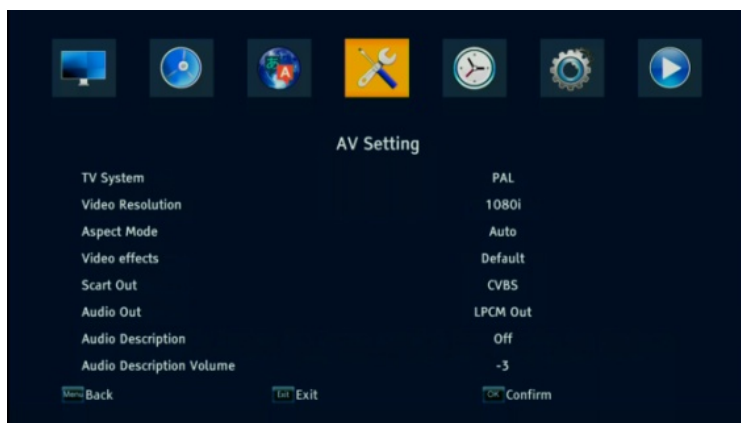 あ
A
AV Setting
TV System PAL
Video Resolution 1080i
Aspect Mode Auto
Video effects Default
Scart Out CVBS
Audio Out LPCM Out
Audio Description Off
Audio Description Volume -3
Menu Back Exit Exit OK Confirm